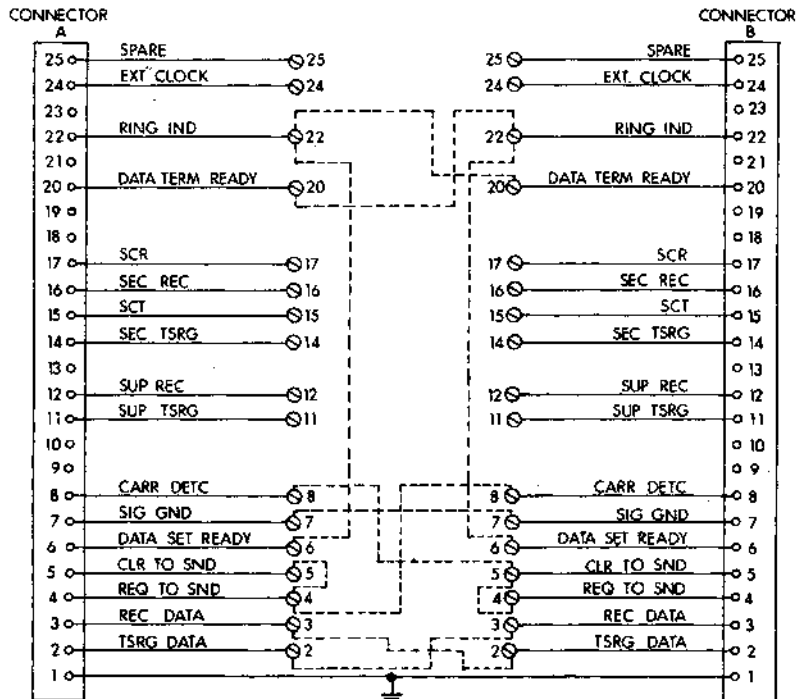 CONNECTOR A CONNECTOR B
25 SPARE 25 25 SPARE 25
24 EXT CLOCK 24 24 EXT. CLOCK 24
23 23
22 RING IND 22 22 RING IND 22
21 21
20 DATA TERM READY 20 20 DATA TERM READY 20
19 19
18 18
17 SCR 17 17 SCR 17
16 SEC REC 16 16 SEC REC 16
15 SCT 15 15 SCT 15
14 SEC TSRG 14 14 SEC TSRG 14
13 13
12 SUP REC 12 12 SUP REC 12
11 SUP TSRG 11 11 SUP TSRG 11
10 10
9 9
8 CARR DETC 8 8 CARR DETC 8
7 SIG GND 7 7 SIG GND 7
6 DATA SET READY 6 6 DATA SET READY 6
5 CLR TO SND 5 5 CLR TO SND 5
4 REQ TO SND 4 4 REQ TO SND 4
3 REC DATA 3 3 REC DATA 3
2 TSRG DATA 2 2 TSRG DATA 2
1 1